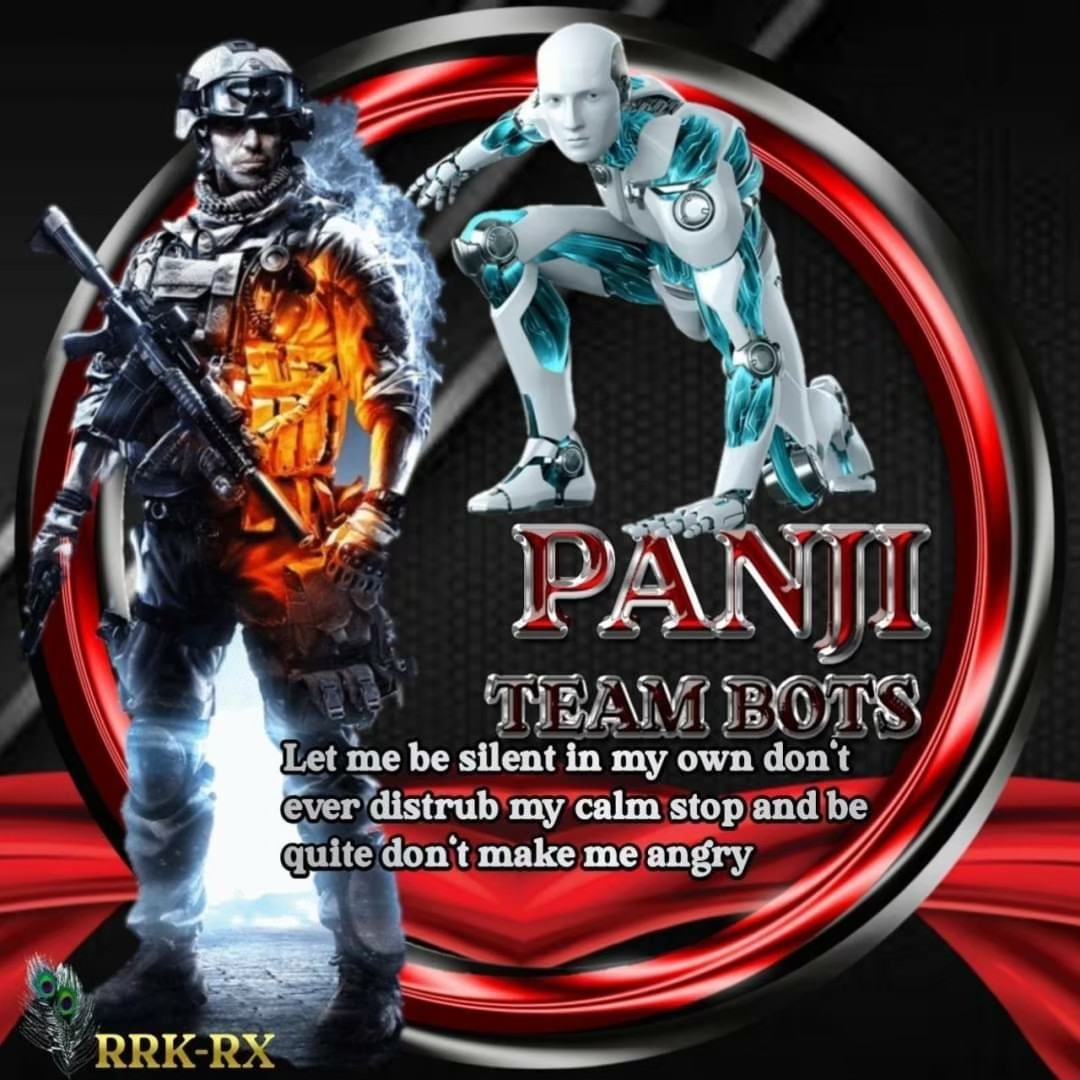 PANJI
TEAM BOTS
Let me be silent in my own don't
ever distrub my calm stop and be
quite don't make me angry
RRK-RX